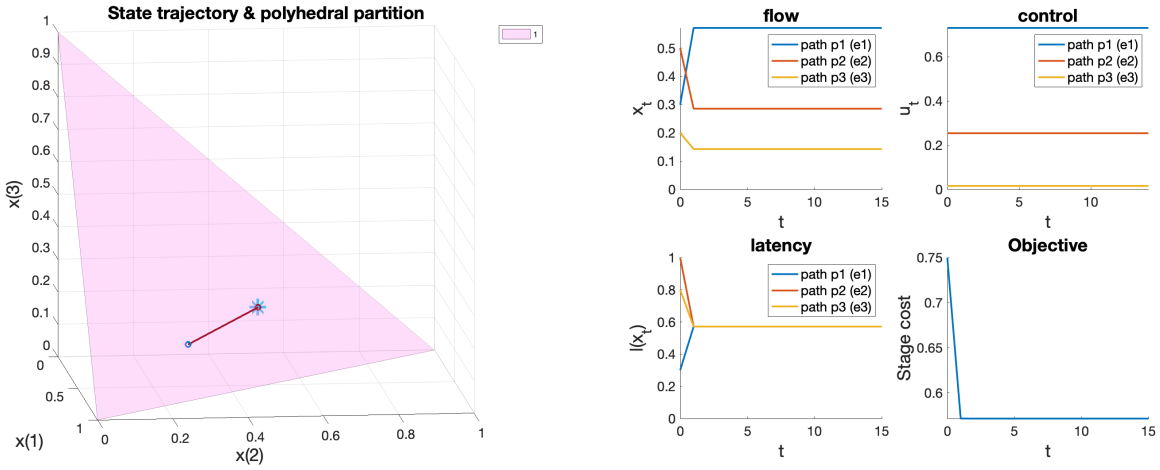 State trajectory & polyhedral partition
1
x(3)
1
0.9
0.8
0.7
0.6
0.5
0.4
0.3
0.2
0.1
0
0
0.5
1
x(1)
0
0.2
0.4
0.6
0.8
1
x(2)
flow
path p1 (e1)
path p2 (e2)
path p3 (e3)
x_t
0.5
0.4
0.3
0.2
0.1
0
0 5 10 15
t
control
path p1 (e1)
path p2 (e2)
path p3 (e3)
u_t
0.6
0.4
0.2
0
0 5 10
t
latency
path p1 (e1)
path p2 (e2)
path p3 (e3)
l(x_t)
1
0.8
0.6
0.4
0.2
0
0 5 10 15
t
Objective
Stage cost
0.75
0.7
0.65
0.6
0 5 10 15
t